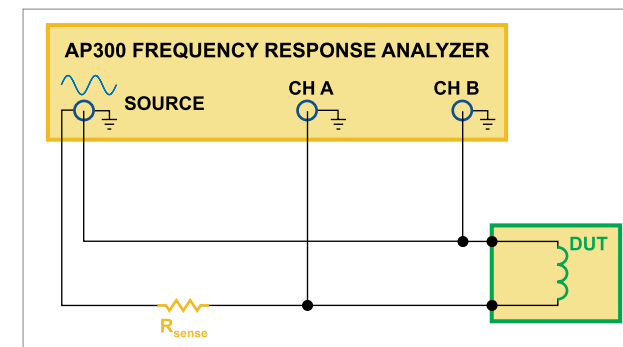 AP300 FREQUENCY RESPONSE ANALYZER
SOURCE
CH A
CH B
DUT
Rsense